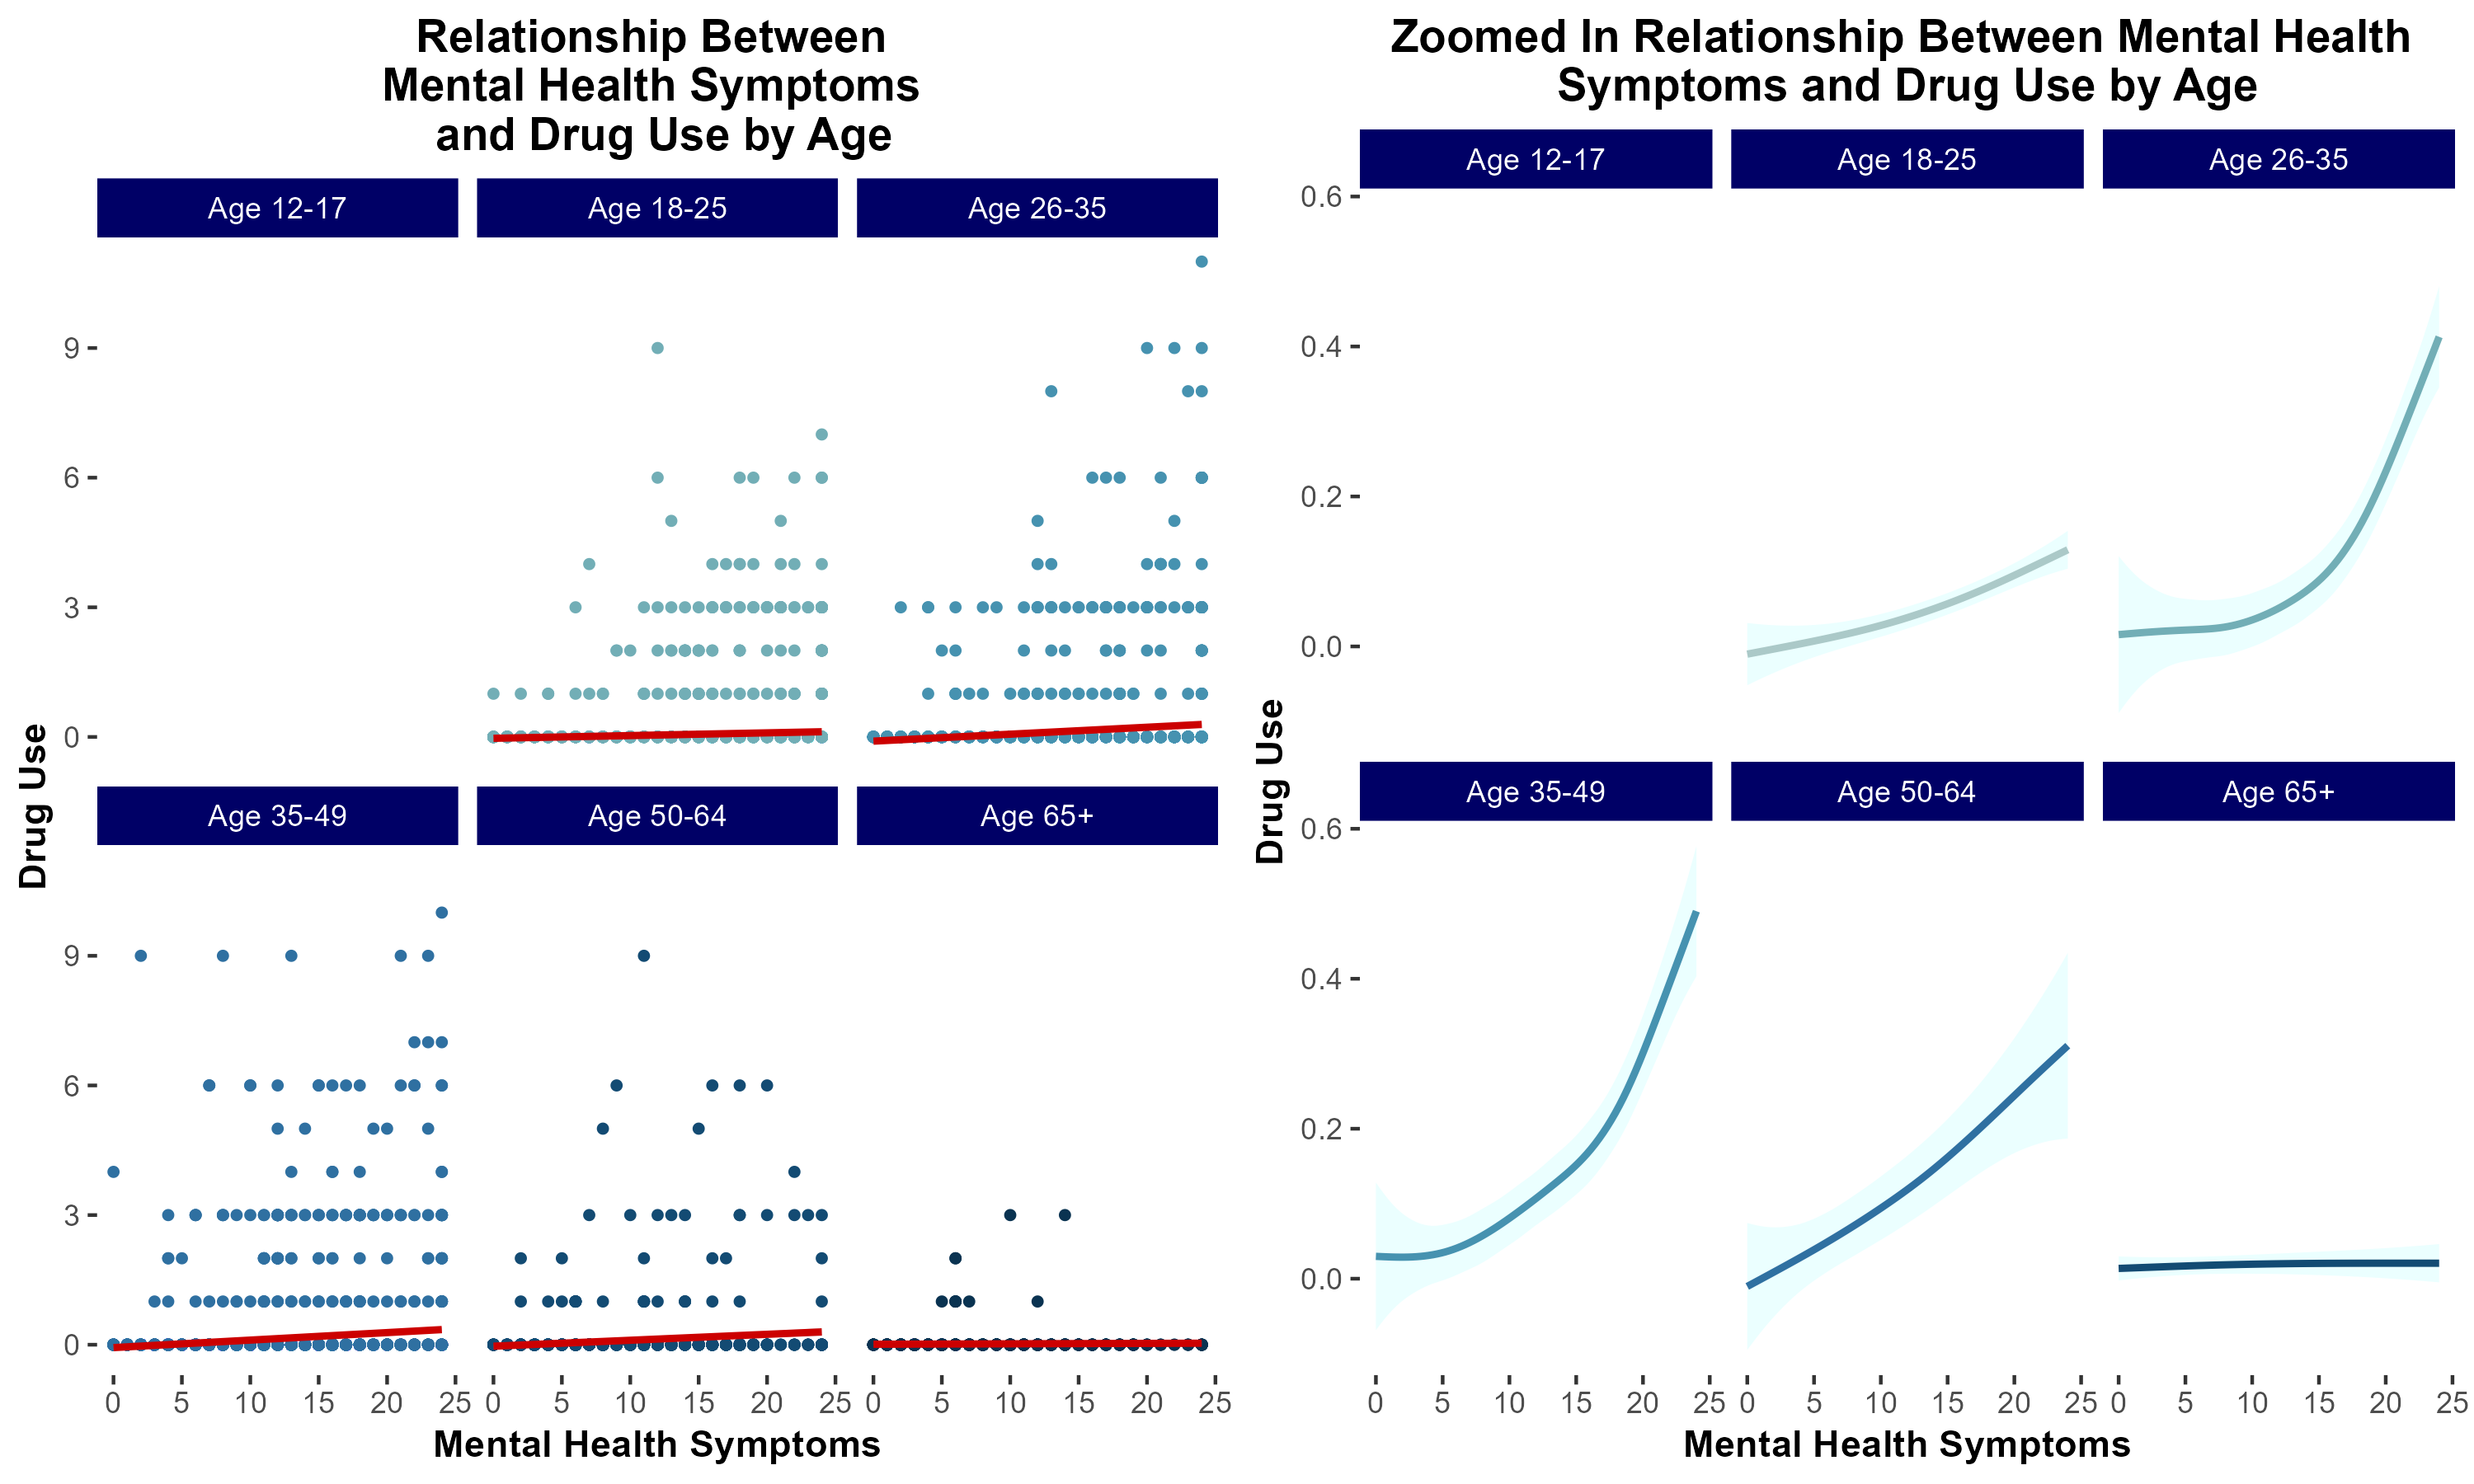 Relationship Between
Mental Health Symptoms
and Drug Use by Age
Age 12-17
Age 18-25
Age 26-35
9
6
3
0
Drug Use
Age 35-49
Age 50-64
Age 65+
9
6
3
0
0 5 10 15 20 25 0 5 10 15 20 25 0 5 10 15 20 25
Mental Health Symptoms
Zoomed In Relationship Between Mental Health
Symptoms and Drug Use by Age
Age 12-17
Age 18-25
Age 26-35
0.6
0.4
0.2
0.0
Drug Use
Age 35-49
Age 50-64
Age 65+
0.6
0.4
0.2
0.0
0 5 10 15 20 25 0 5 10 15 20 25 0 5 10 15 20 25
Mental Health Symptoms